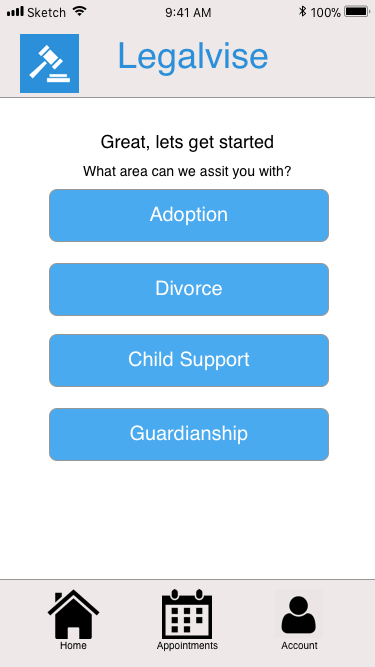 Sketch 9:41 AM 100%
Legalvise
Great, lets get started
What area can we assit you with?
Adoption
Divorce
Child Support
Guardianship
Home Appointments Account